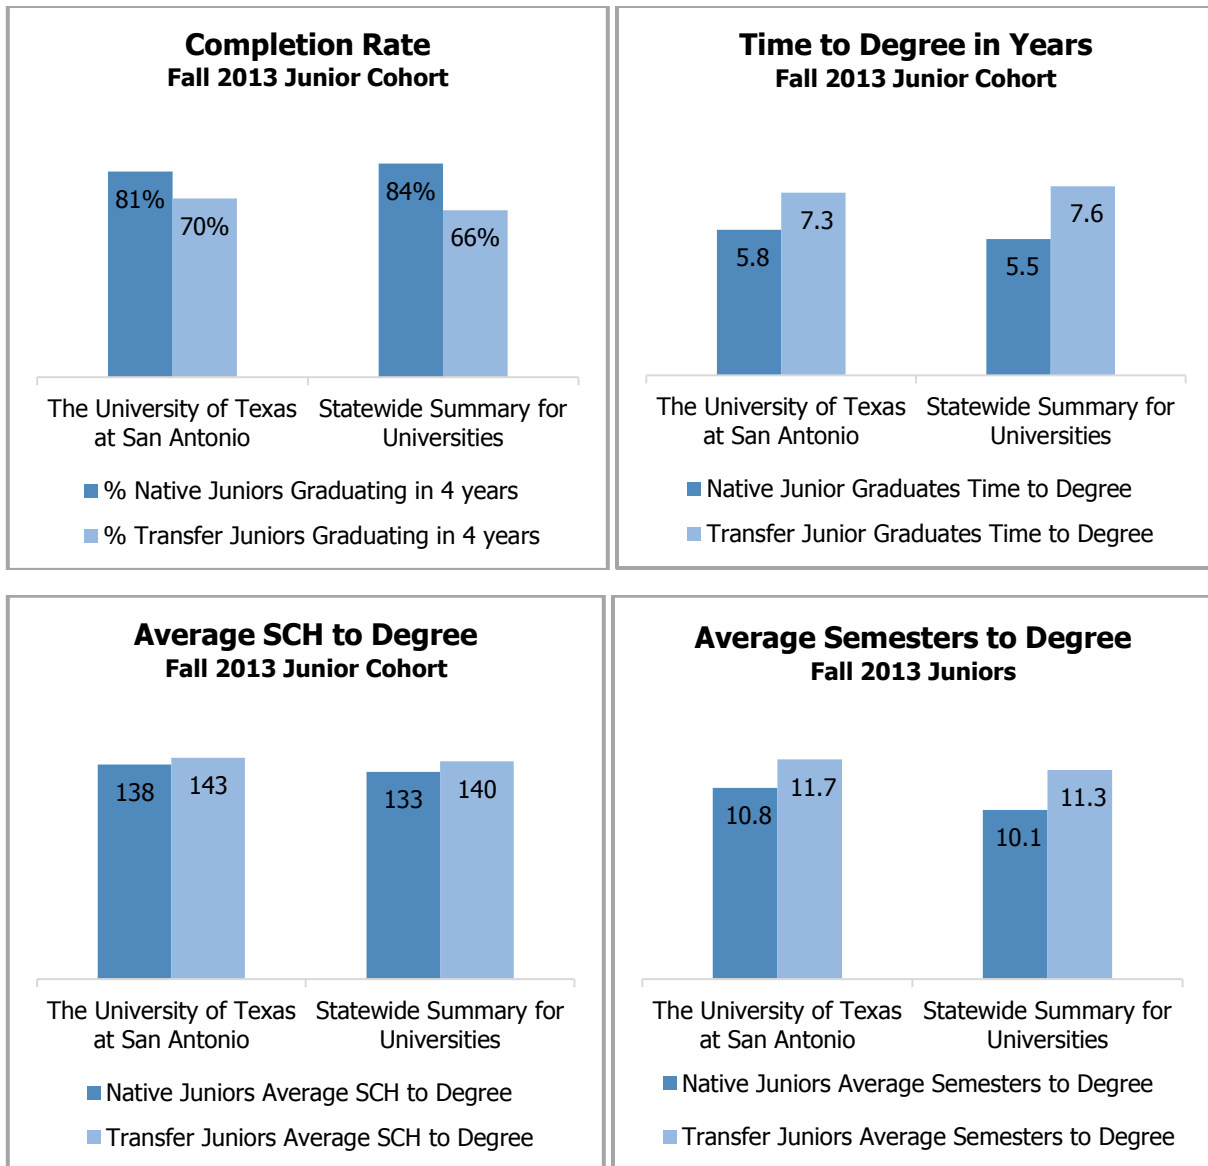 Completion Rate
Fall 2013 Junior Cohort
81%
70%
84%
66%
The University of Texas
at San Antonio
Statewide Summary for
Universities
% Native Juniors Graduating in 4 years
% Transfer Juniors Graduating in 4 years
Time to Degree in Years
Fall 2013 Junior Cohort
5.8
7.3
5.5
7.6
The University of Texas
at San Antonio
Statewide Summary for
Universities
Native Junior Graduates Time to Degree
Transfer Junior Graduates Time to Degree
Average SCH to Degree
Fall 2013 Junior Cohort
138
143
133
140
The University of Texas
at San Antonio
Statewide Summary for
Universities
Native Juniors Average SCH to Degree
Transfer Juniors Average SCH to Degree
Average Semesters to Degree
Fall 2013 Juniors
10.8
11.7
10.1
11.3
The University of Texas
at San Antonio
Statewide Summary for
Universities
Native Juniors Average Semesters to Degree
Transfer Juniors Average Semesters to Degree